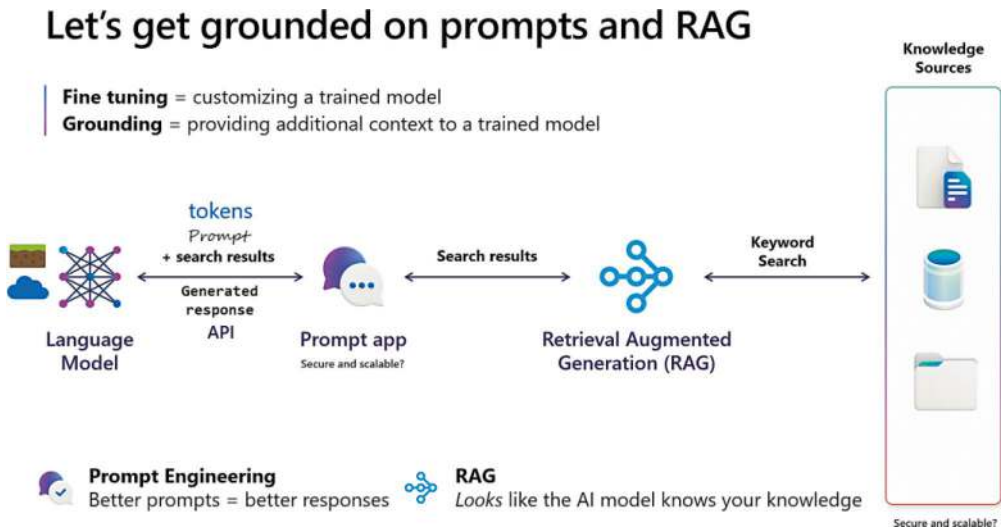 Let's get grounded on prompts and RAG
Knowledge
Sources
Fine tuning = customizing a trained model
Grounding = providing additional context to a trained model
tokens
Prompt
+ search results
Generated
response
API
Search results
Keyword
Search
Language
Model
Prompt app
Secure and scalable?
Retrieval Augmented
Generation (RAG)
Prompt Engineering
Better prompts = better responses
RAG
Looks like the AI model knows your knowledge
Secure and scalable?